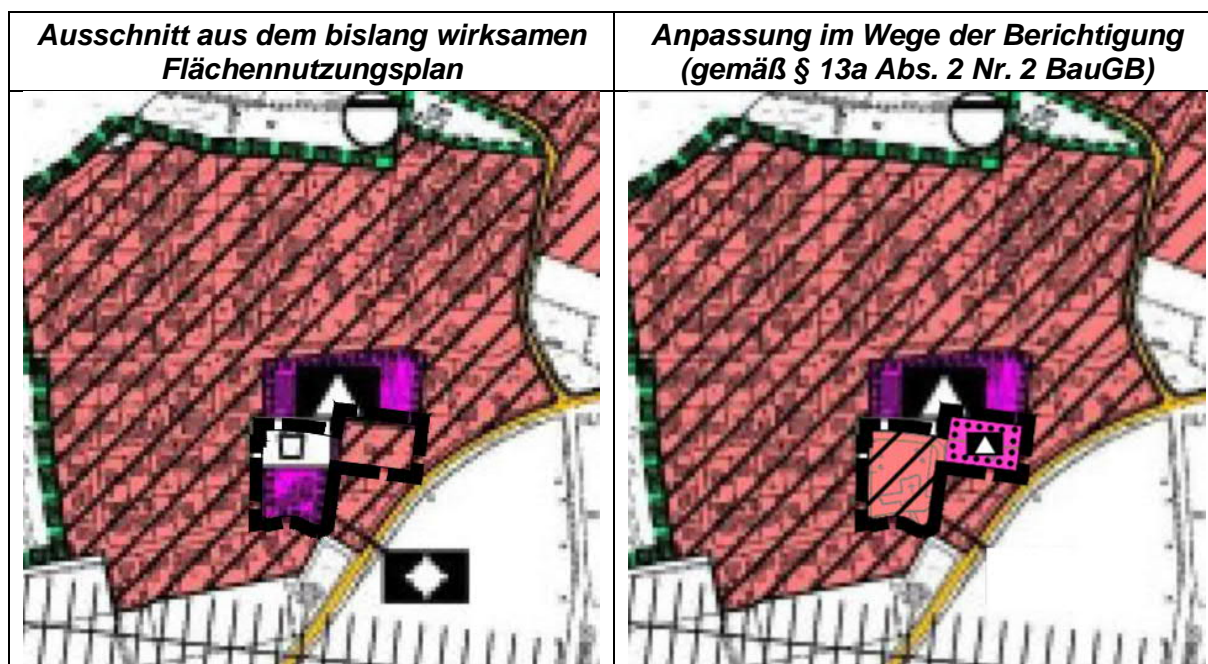 Ausschnitt aus dem bislang wirksamen
Flächennutzungsplan
Anpassung im Wege der Berichtigung
(gemäß § 13a Abs. 2 Nr. 2 BauGB)